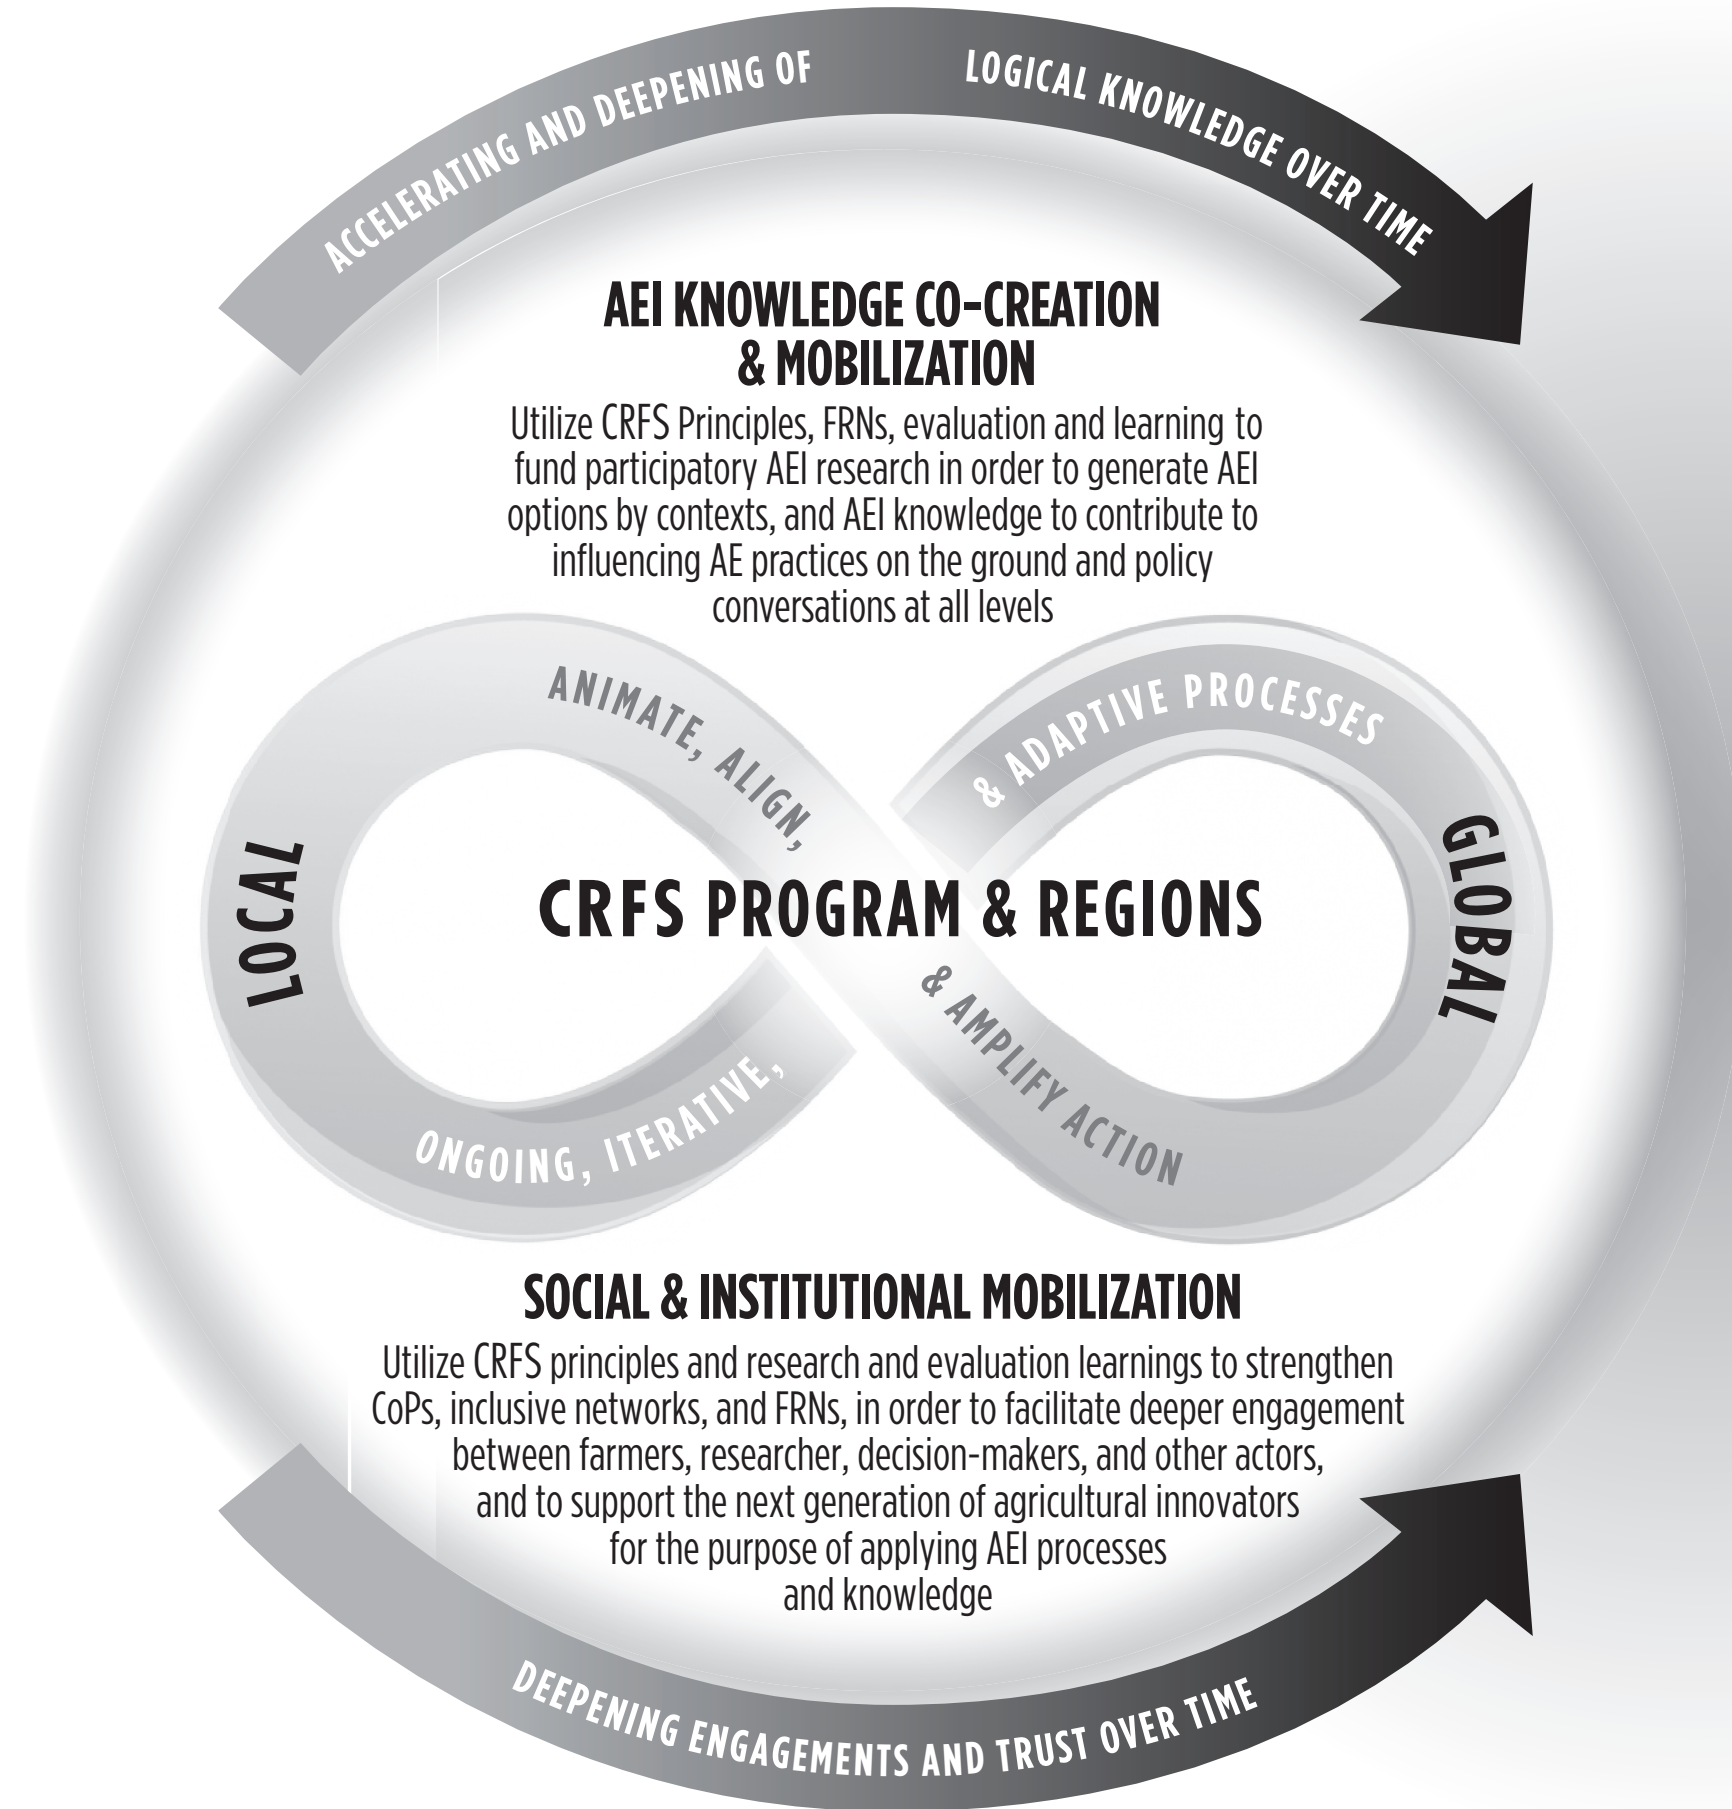 ACCELERATING AND DEEPENING OF LOGICAL KNOWLEDGE OVER TIME
AEI KNOWLEDGE CO-CREATION
& MOBILIZATION
Utilize CRFS Principles, FRNs, evaluation and learning to
fund participatory AEI research in order to generate AEI
options by contexts, and AEI knowledge to contribute to
influencing AE practices on the ground and policy
conversations at all levels
ANIMATE, ALIGN,
& ADAPTIVE PROCESSES
LOCAL
CRFS PROGRAM & REGIONS
GLOBAL
& AMPLIFY ACTION
ONGOING, ITERATIVE,
SOCIAL & INSTITUTIONAL MOBILIZATION
Utilize CRFS principles and research and evaluation learnings to strengthen
CoPs, inclusive networks, and FRNs, in order to facilitate deeper engagement
between farmers, researcher, decision-makers, and other actors,
and to support the next generation of agricultural innovators
for the purpose of applying AEI processes
and knowledge
DEEPENING ENGAGEMENTS AND TRUST OVER TIME